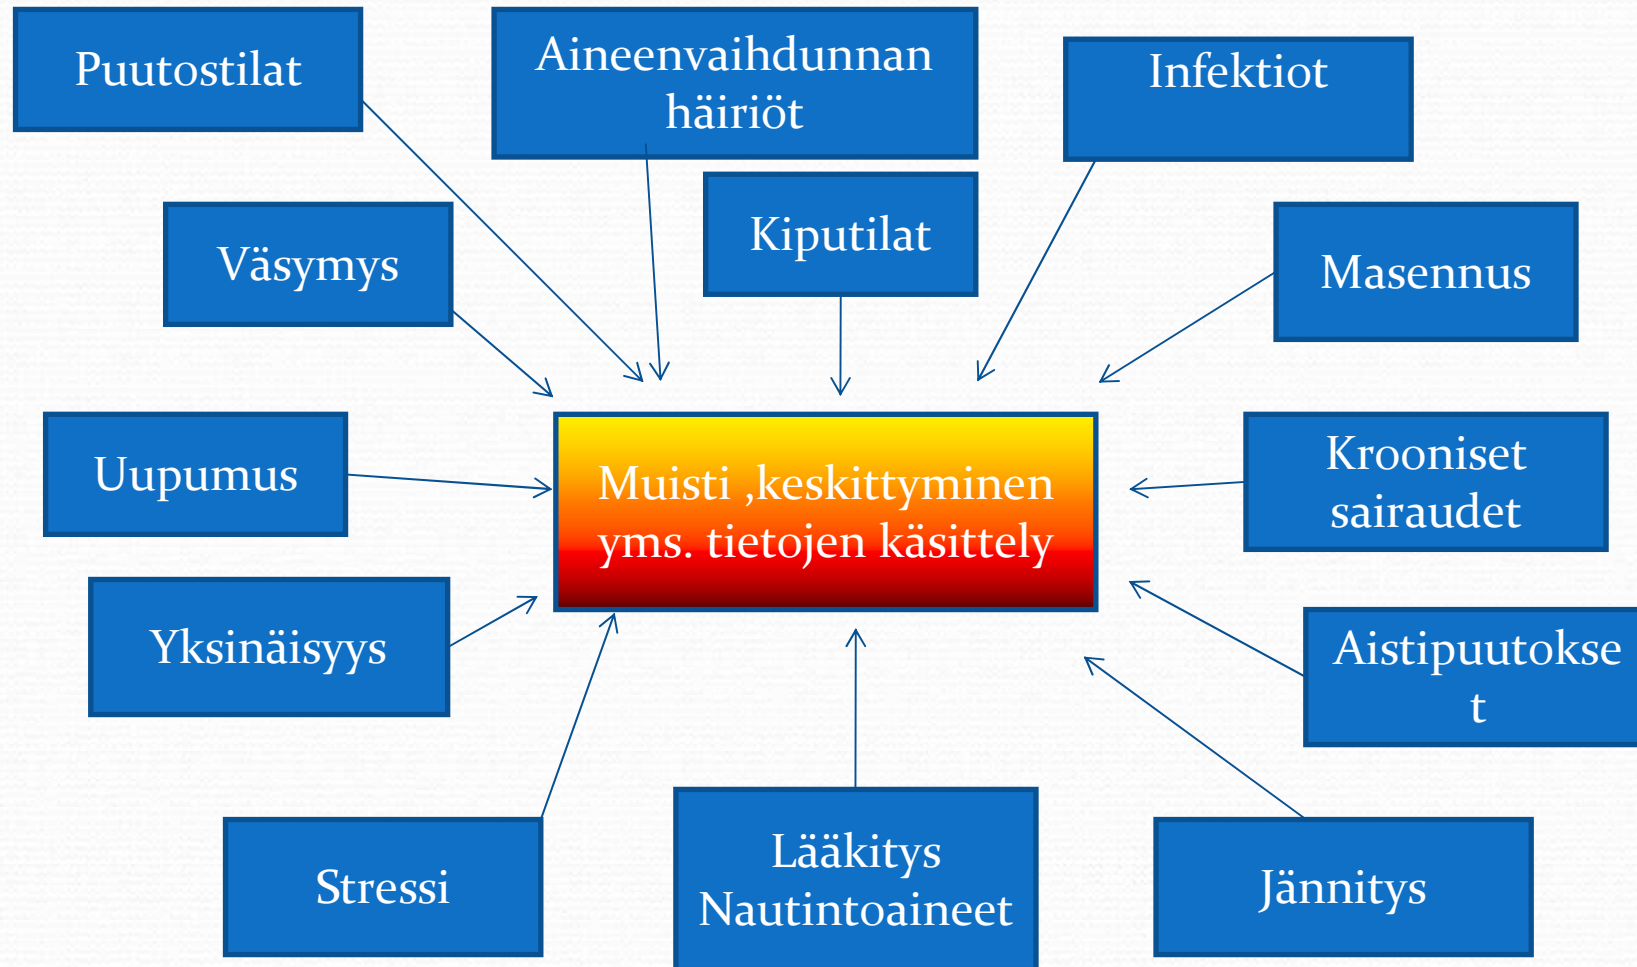 Puutostilat
Aineenvaihdunnan
häiriöt
Infektiot
Väsymys
Kiputilat
Masennus
Uupumus
Muisti ,keskittyminen
yms. tietojen käsittely
Krooniset
sairaudet
Yksinäisyys
Aistipuutokse
t
Stressi
Lääkitys
Nautintoaineet
Jännitys